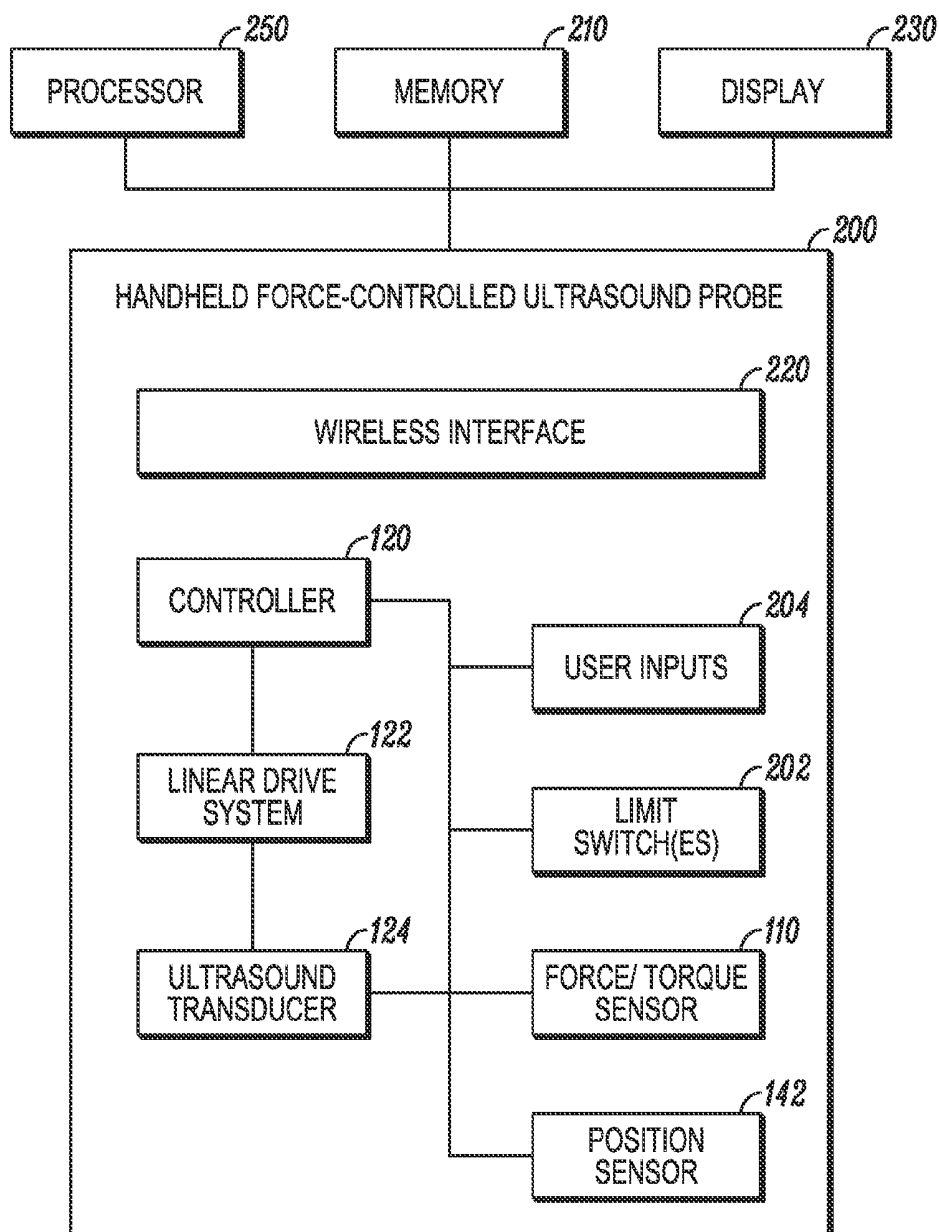 250
210
230
PROCESSOR
MEMORY
DISPLAY
200
HANDHELD FORCE-CONTROLLED ULTRASOUND PROBE
220
WIRELESS INTERFACE
120
CONTROLLER
204
USER INPUTS
122
LINEAR DRIVE
SYSTEM
202
LIMIT
SWITCH(ES)
124
ULTRASOUND
TRANSDUCER
110
FORCE/ TORQUE
SENSOR
142
POSITION
SENSOR